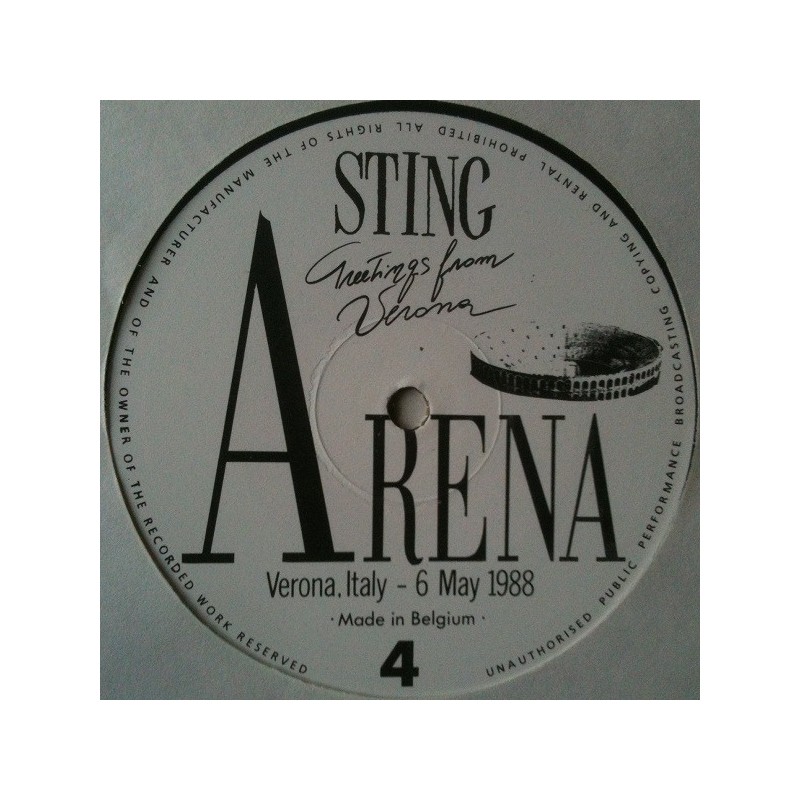 STING
Greetings from
Verona
ARENA
Verona, Italy – 6 May 1988
· Made in Belgium ·
4
ALL RIGHTS OF THE MANUFACTURER AND OF THE OWNER OF THE RECORDED WORK RESERVED
UNAUTHORISED PUBLIC PERFORMANCE BROADCASTING COPYING AND RENTAL PROHIBITED